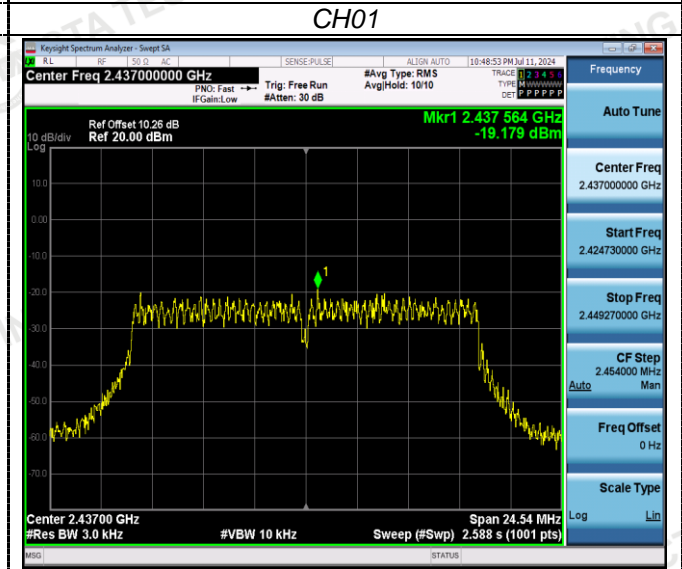 CH01
Keysight Spectrum Analyzer - Swept SA
RL RF 50 Ω AC SENSE:PULSE ALIGN AUTO 10:48:53 PM Jul 11, 2024
Center Freq 2.437000000 GHz
PNO: Fast
IFGain:Low
Trig: Free Run
#Atten: 30 dB
#Avg Type: RMS
Avg|Hold: 10/10
TRACE 1 2 3 4 5 6
TYPE M WWWWW
DET P P P P P P
Ref Offset 10.26 dB
10 dB/div Ref 20.00 dBm
Log
Mkr1 2.437 564 GHz
-19.179 dBm
10.0
0.00
-10.0
1
-20.0
-30.0
-40.0
-50.0
-60.0
-70.0
Center 2.43700 GHz Span 24.54 MHz
#Res BW 3.0 kHz #VBW 10 kHz Sweep (#Swp) 2.588 s (1001 pts)
MSG STATUS
Frequency
Auto Tune
Center Freq
2.437000000 GHz
Start Freq
2.424730000 GHz
Stop Freq
2.449270000 GHz
CF Step
2.454000 MHz
Auto Man
Freq Offset
0 Hz
Scale Type
Log Lin